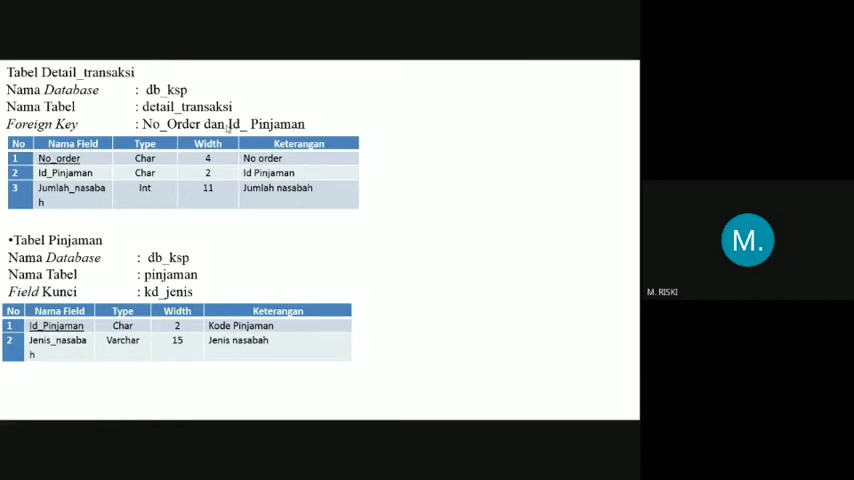 Tabel Detail_transaksi
Nama Database : db_ksp
Nama Tabel : detail_transaksi
Foreign Key : No_Order dan Id_ Pinjaman
No Nama Field Type Width Keterangan
1 No_order Char 4 No order
2 Id_Pinjaman Char 2 Id Pinjaman
3 Jumlah_nasaba Int 11 Jumlah nasabah
h
•Tabel Pinjaman
Nama Database : db_ksp
Nama Tabel : pinjaman
Field Kunci : kd_jenis
No Nama Field Type Width Keterangan
1 Id_Pinjaman Char 2 Kode Pinjaman
2 Jenis_nasaba Varchar 15 Jenis nasabah
h
M.
M. RISKI